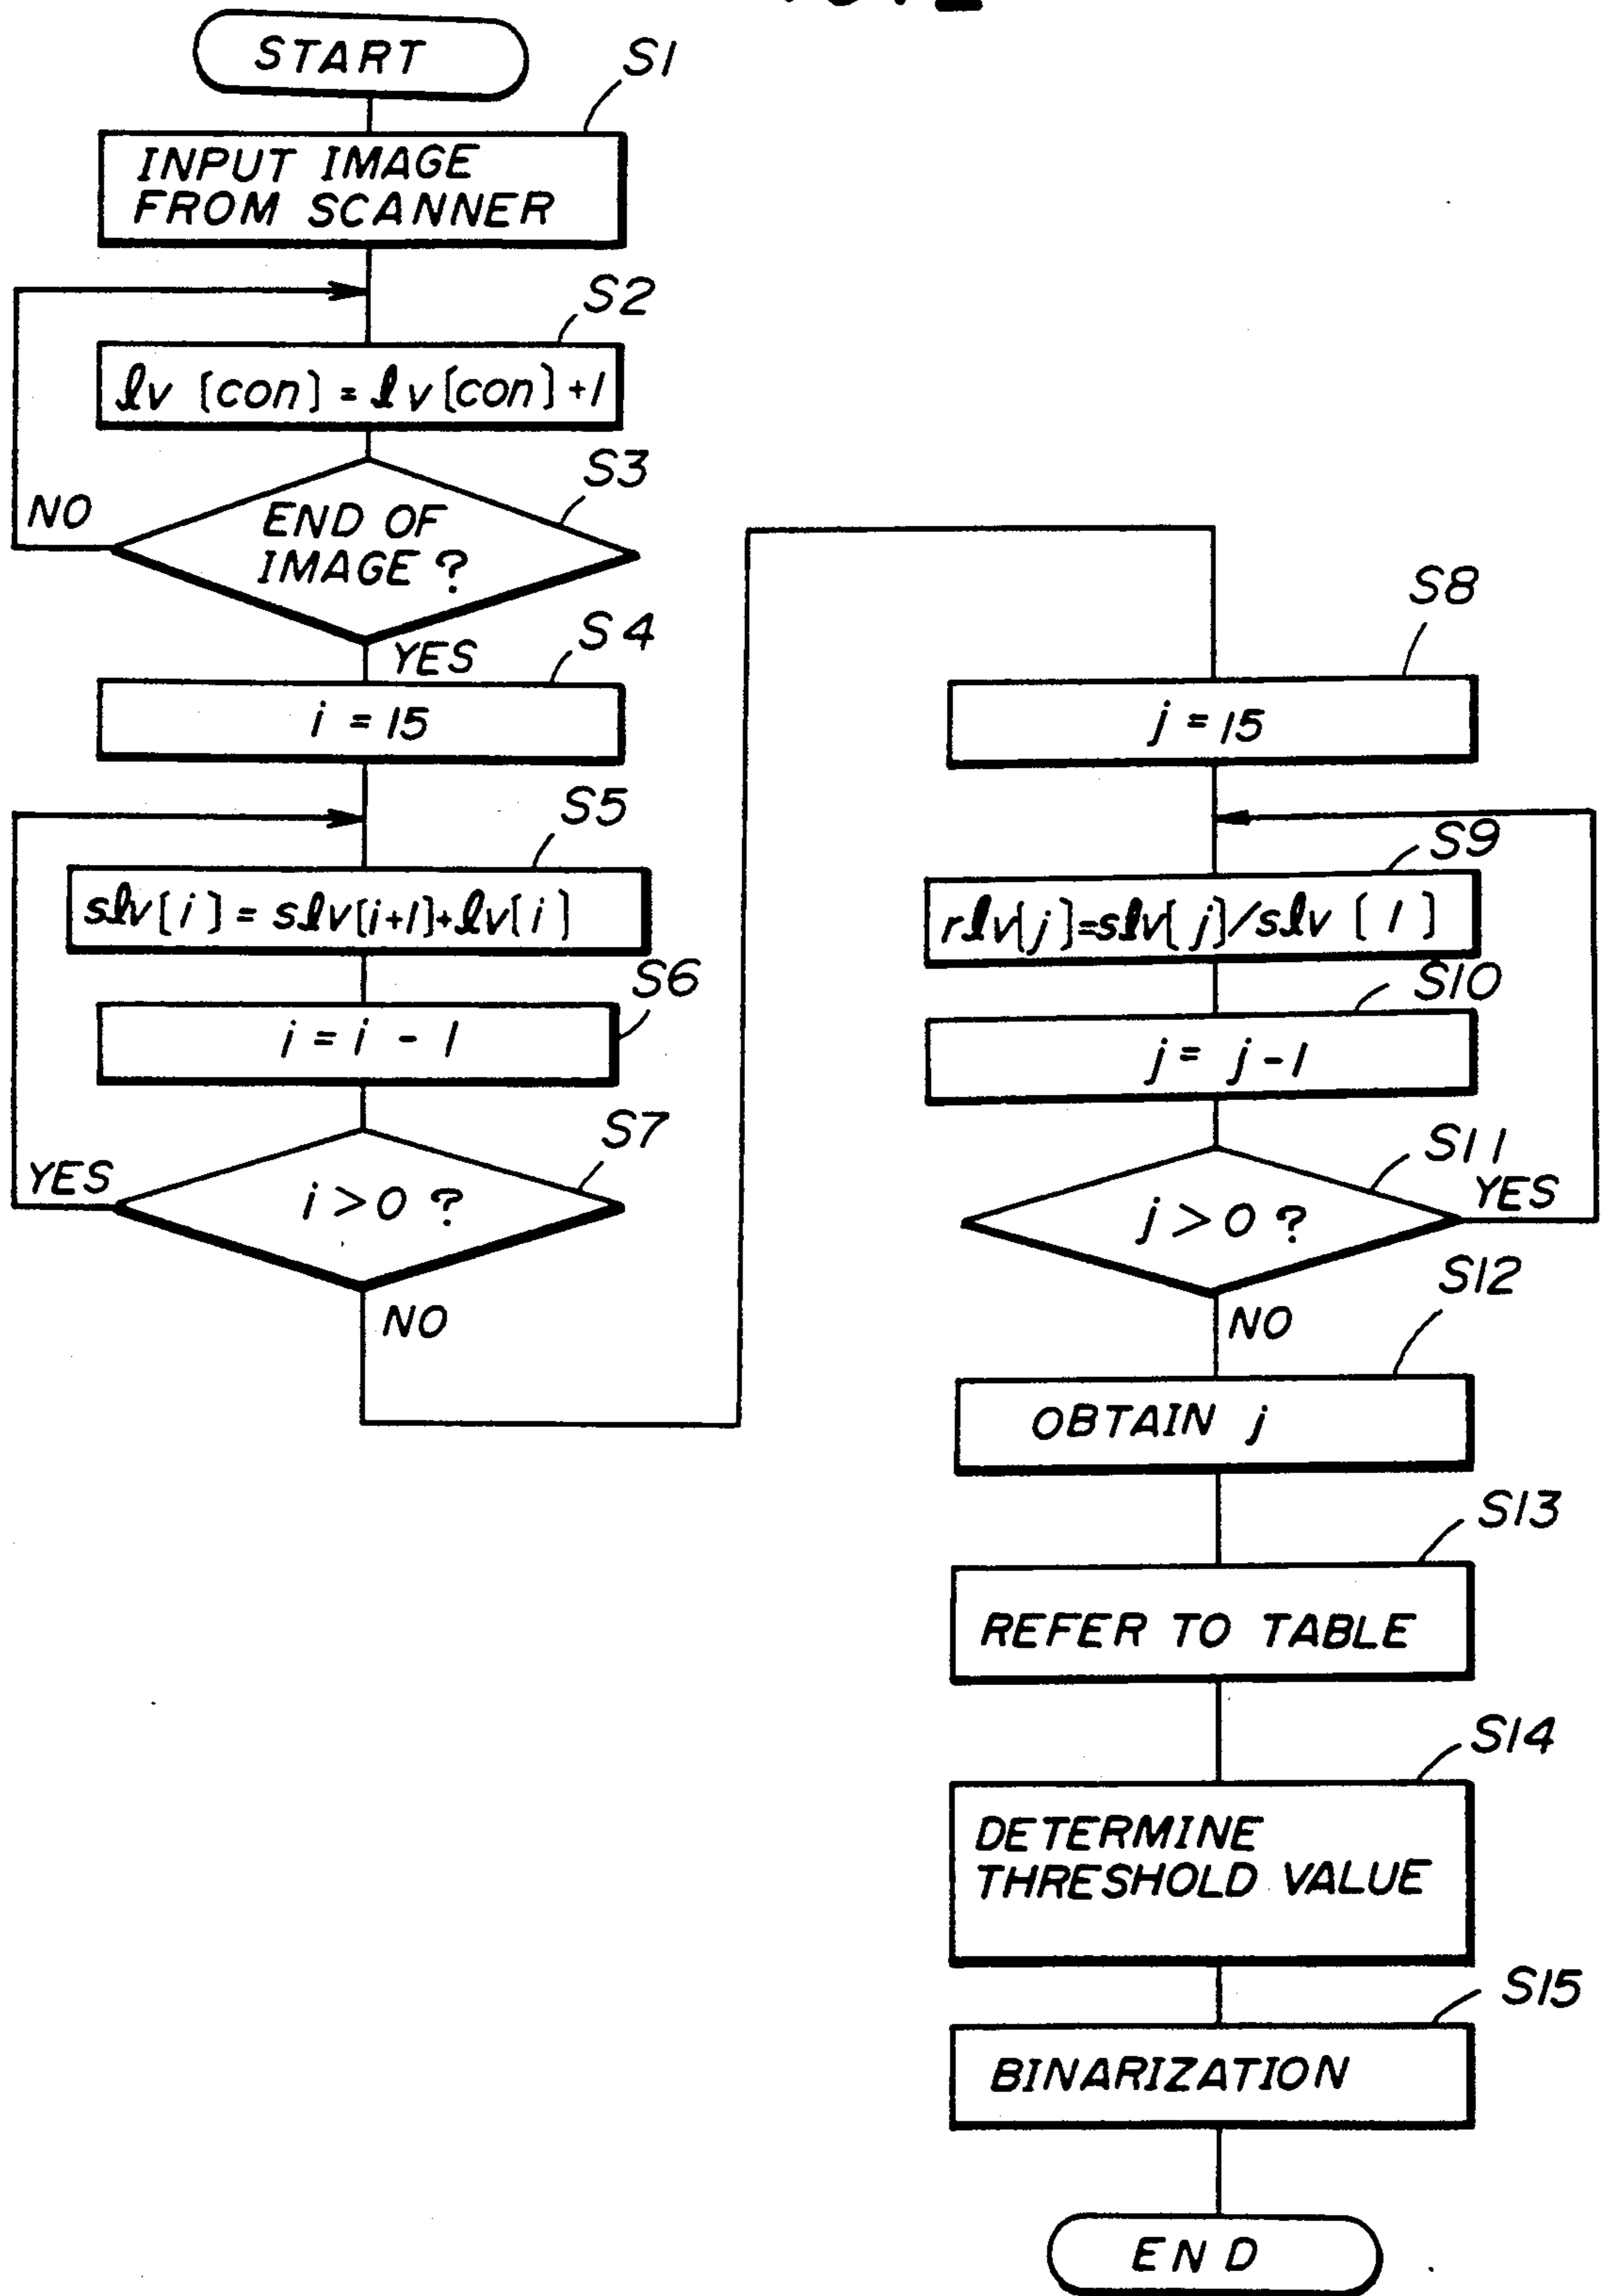 START
S1
INPUT IMAGE
FROM SCANNER
S2
lv [con] = lv [con] +1
S3
END OF
IMAGE ?
NO
YES
S4
i = 15
S5
slv[i] = slv[i+1]+lv[i]
S6
i = i - 1
S7
i > 0 ?
YES
NO
S8
j = 15
S9
rlv[j]=slv[j]/slv [1]
S10
j = j - 1
S11
j > 0 ?
YES
NO
S12
OBTAIN j
S13
REFER TO TABLE
S14
DETERMINE
THRESHOLD VALUE
S15
BINARIZATION
END